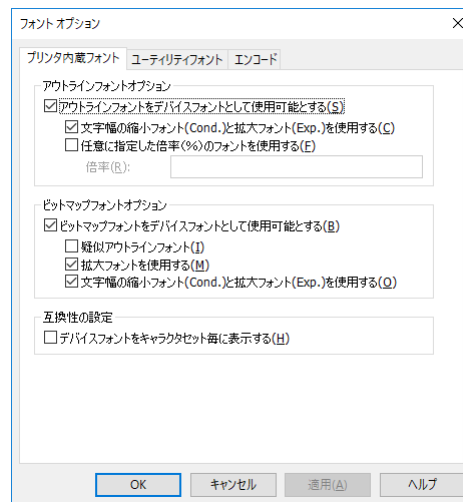 フォント オプション
プリンタ内蔵フォント ユーティリティフォント エンコード
アウトラインフォントオプション
アウトラインフォントをデバイスフォントとして使用可能とする(S)
文字幅の縮小フォント(Cond.)と拡大フォント(Exp.)を使用する(C)
任意に指定した倍率(%)のフォントを使用する(F)
倍率(R):
ビットマップフォントオプション
ビットマップフォントをデバイスフォントとして使用可能とする(B)
疑似アウトラインフォント(I)
拡大フォントを使用する(M)
文字幅の縮小フォント(Cond.)と拡大フォント(Exp.)を使用する(O)
互換性の設定
デバイスフォントをキャラクタセット毎に表示する(H)
OK キャンセル 適用(A) ヘルプ